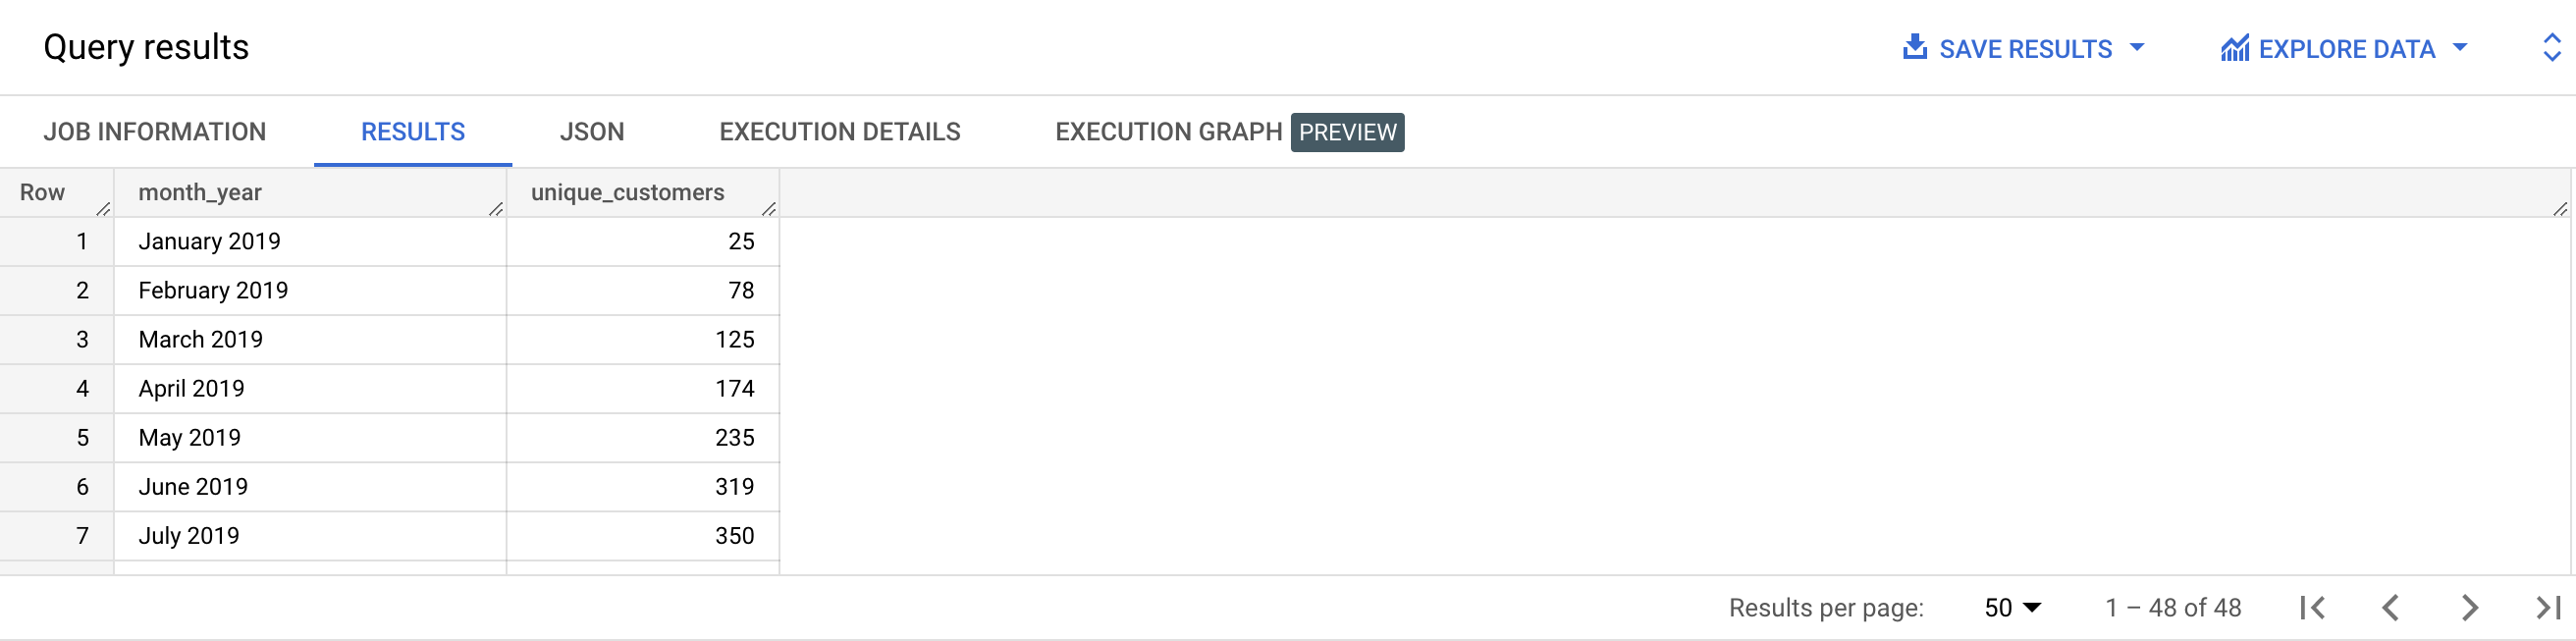 Query results SAVE RESULTS EXPLORE DATA
JOB INFORMATION RESULTS JSON EXECUTION DETAILS EXECUTION GRAPH PREVIEW
Row month_year unique_customers
1 January 2019 25
2 February 2019 78
3 March 2019 125
4 April 2019 174
5 May 2019 235
6 June 2019 319
7 July 2019 350
Results per page: 50 1 – 48 of 48